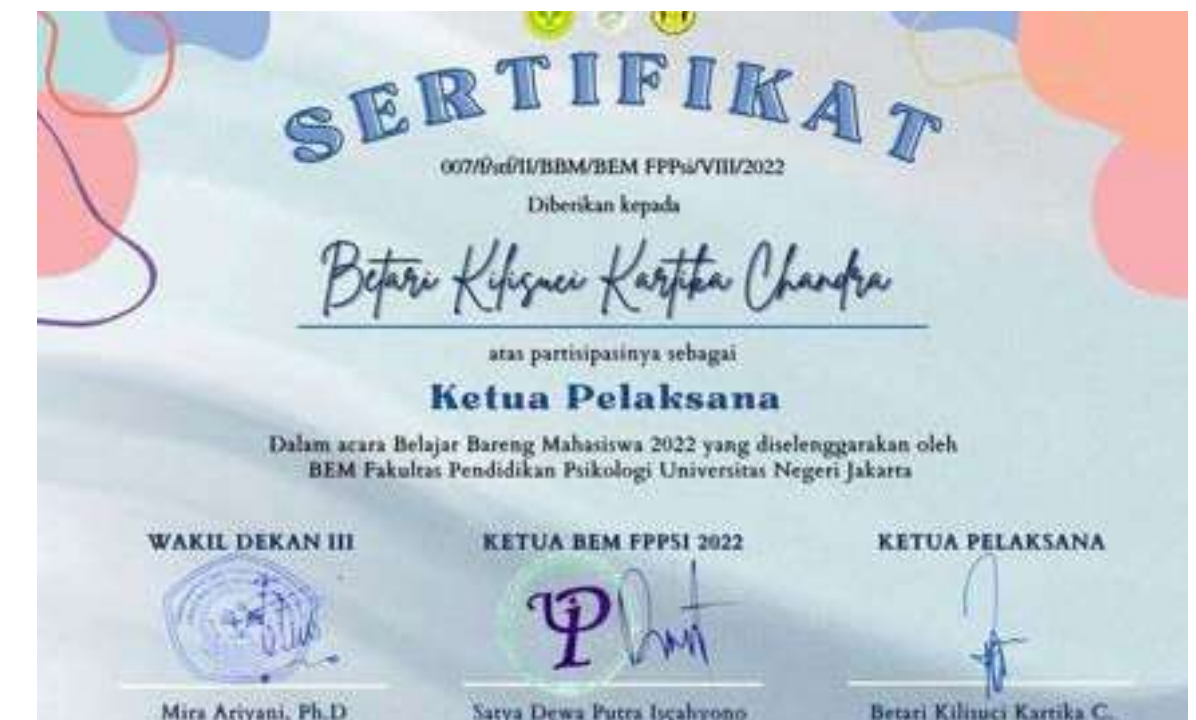 SERTIFIKAT
007/f/stf/II/BBM/BEM FPPsi/VIII/2022
Diberikan kepada
Betari Kilisuci Kartika Chandra
atas partisipasinya sebagai
Ketua Pelaksana
Dalam acara Belajar Bareng Mahasiswa 2022 yang diselenggarakan oleh
BEM Fakultas Pendidikan Psikologi Universitas Negeri Jakarta
WAKIL DEKAN III KETUA BEM FPPSI 2022 KETUA PELAKSANA
Mira Ariyani, Ph.D Satya Dewa Putra Iscahyono Betari Kilisuci Kartika C.